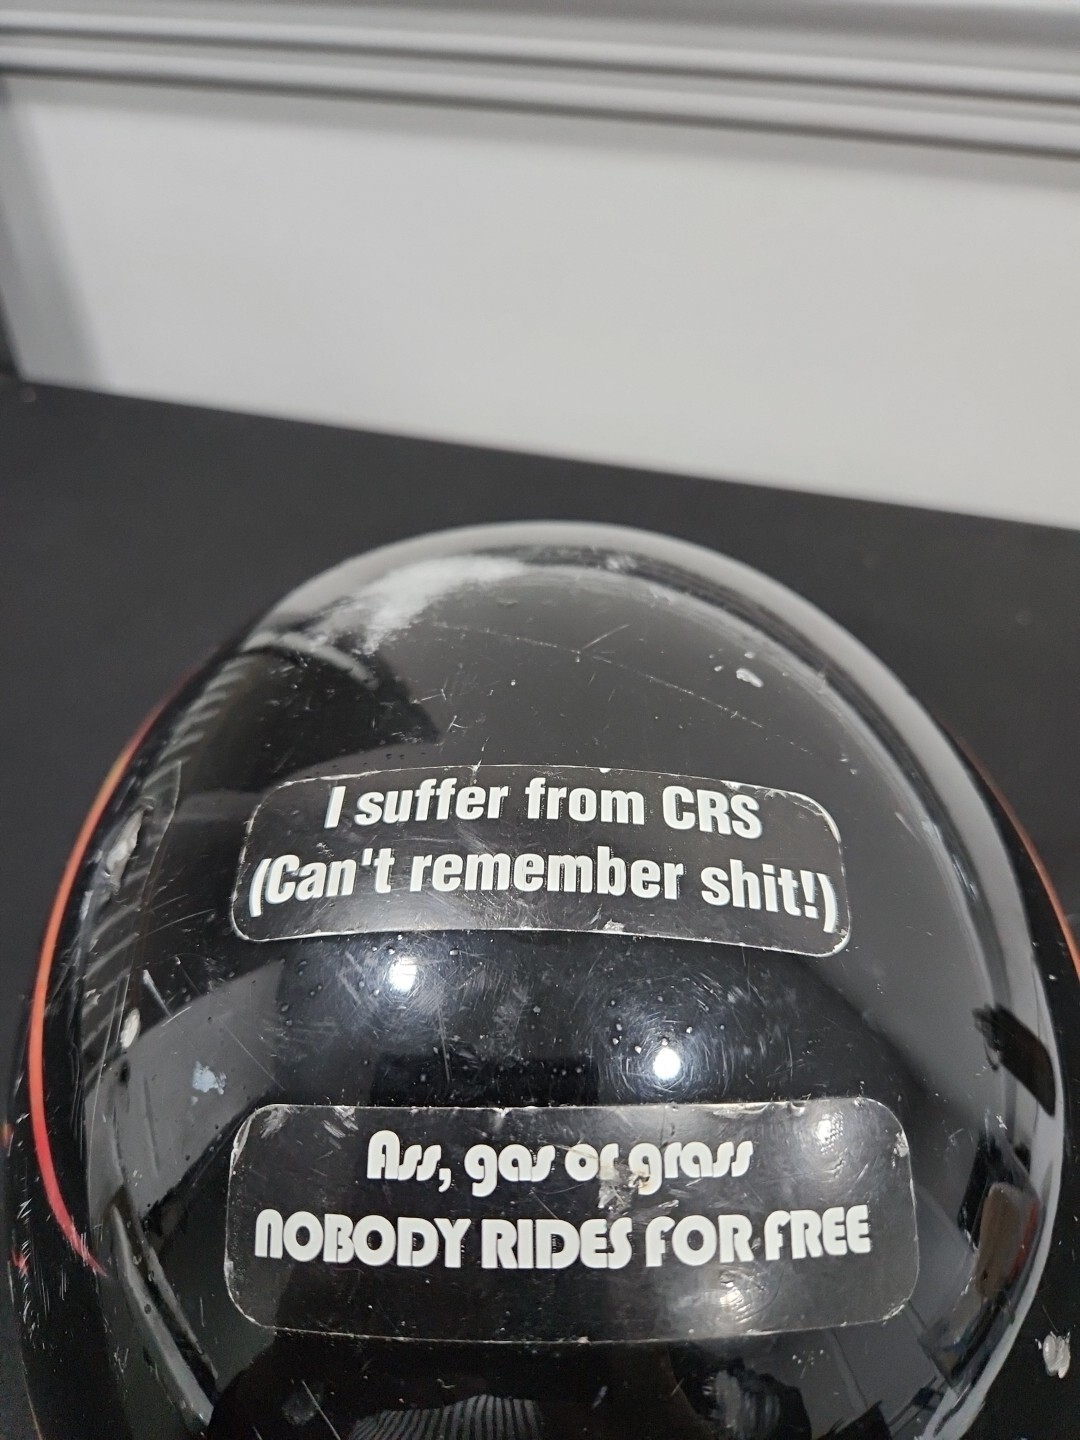 I suffer from CRS
(Can't remember shit!)
Ass, gas or grass
NOBODY RIDES FOR FREE